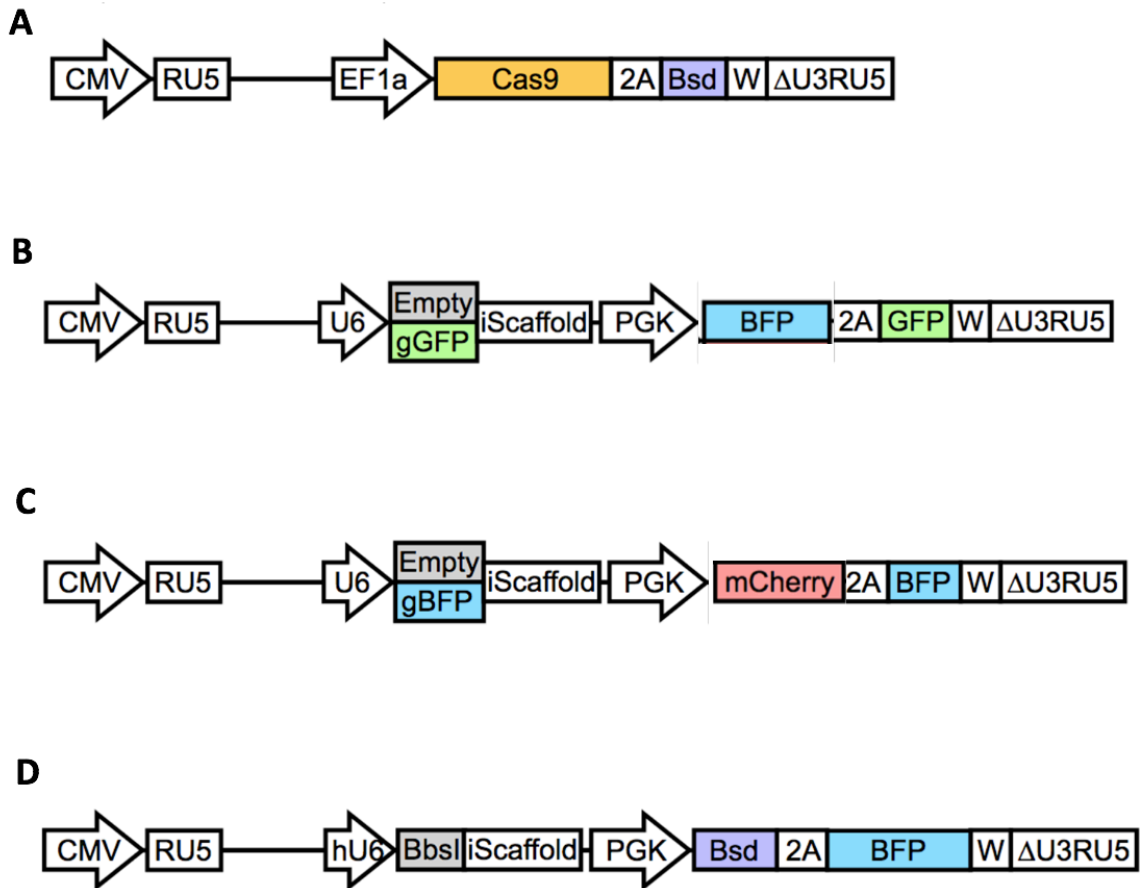 A
CMV RU5 EF1a Cas9 2A Bsd W ΔU3RU5
B
CMV RU5 U6 Empty gGFP iScaffold PGK BFP 2A GFP W ΔU3RU5
C
CMV RU5 U6 Empty gBFP iScaffold PGK mCherry 2A BFP W ΔU3RU5
D
CMV RU5 hU6 BbsI iScaffold PGK Bsd 2A BFP W ΔU3RU5